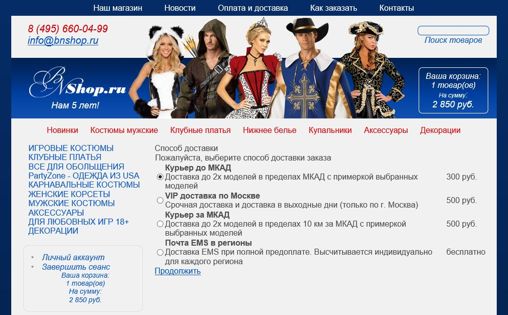 Наш магазин Новости Оплата и доставка Как заказать Контакты
8 (495) 660-04-99
info@bnshop.ru
Поиск товаров
BnShop.ru
Нам 5 лет!
Ваша корзина:
1 товар(ов)
На сумму:
2 850 руб.
Новинки Костюмы мужские Клубные платья Нижнее белье Купальники Аксессуары Декорации
ИГРОВЫЕ КОСТЮМЫ
КЛУБНЫЕ ПЛАТЬЯ
ВСЕ ДЛЯ ОБОЛЬЩЕНИЯ
PartyZone - ОДЕЖДА ИЗ USA
КАРНАВАЛЬНЫЕ КОСТЮМЫ
ЖЕНСКИЕ КОРСЕТЫ
МУЖСКИЕ КОСТЮМЫ
АКСЕССУАРЫ
ДЛЯ ЛЮБОВНЫХ ИГР 18+
ДЕКОРАЦИИ
Личный аккаунт
Завершить сеанс
Ваша корзина:
1 товар(ов)
На сумму:
2 850 руб.
Способ доставки
Пожалуйста, выберите способ доставки заказа
Курьер до МКАД
Доставка до 2х моделей в пределах МКАД с примеркой выбранных 300 руб.
моделей
VIP доставка по Москве
Срочная доставка и доставка в выходные дни (только по г. Москва) 500 руб.
Курьер за МКАД
Доставка до 2х моделей в пределах 10 км за МКАД с примеркой 500 руб.
выбранных моделей
Почта EMS в регионы
Доставка EMS при полной предоплате. Высчитывается индивидуально бесплатно
для каждого региона
Продолжить